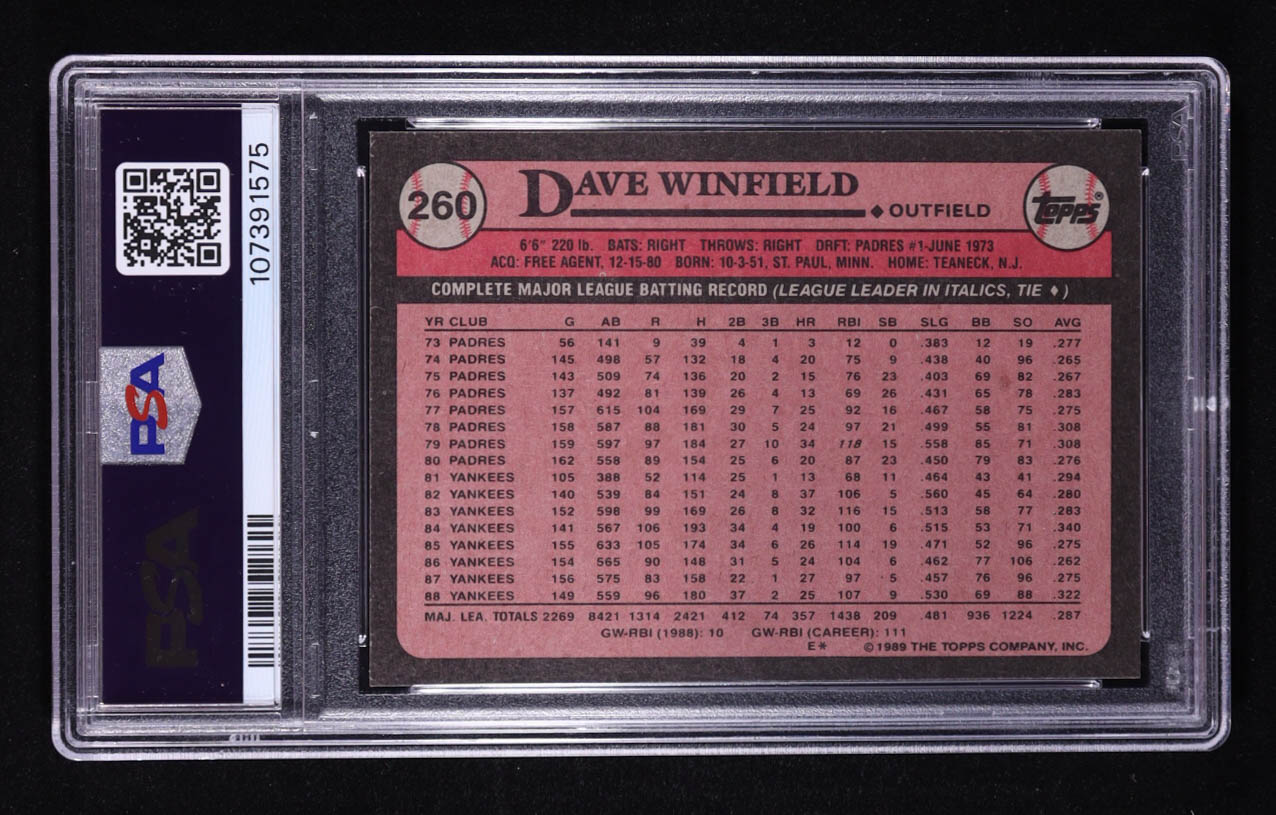 107391575
PSA
PSA
PSA
260
DAVE WINFIELD
♦ OUTFIELD
TOPPS®
6'6" 220 lb. BATS: RIGHT THROWS: RIGHT DRFT: PADRES #1-JUNE 1973
ACQ: FREE AGENT, 12-15-80 BORN: 10-3-51, ST. PAUL, MINN. HOME: TEANECK, N.J.
COMPLETE MAJOR LEAGUE BATTING RECORD (LEAGUE LEADER IN ITALICS, TIE ♦)
YR CLUB G AB R H 2B 3B HR RBI SB SLG BB SO AVG
73 PADRES 56 141 9 39 4 1 3 12 0 .383 12 19 .277
74 PADRES 145 498 57 132 18 4 20 75 9 .438 40 96 .265
75 PADRES 143 509 74 136 20 2 15 76 23 .403 69 82 .267
76 PADRES 137 492 81 139 26 4 13 69 26 .431 65 78 .283
77 PADRES 157 615 104 169 29 7 25 92 16 .467 58 75 .275
78 PADRES 158 587 88 181 30 5 24 97 21 .499 55 81 .308
79 PADRES 159 597 97 184 27 10 34 118 15 .558 85 71 .308
80 PADRES 162 558 89 154 25 6 20 87 23 .450 79 83 .276
81 YANKEES 105 388 52 114 25 1 13 68 11 .464 43 41 .294
82 YANKEES 140 539 84 151 24 8 37 106 5 .560 45 64 .280
83 YANKEES 152 598 99 169 26 8 32 116 15 .513 58 77 .283
84 YANKEES 141 567 106 193 34 4 19 100 6 .515 53 71 .340
85 YANKEES 155 633 105 174 34 6 26 114 19 .471 52 96 .275
86 YANKEES 154 565 90 148 31 5 24 104 6 .462 77 106 .262
87 YANKEES 156 575 83 158 22 1 27 97 5 .457 76 96 .275
88 YANKEES 149 559 96 180 37 2 25 107 9 .530 69 88 .322
MAJ. LEA. TOTALS 2269 8421 1314 2421 412 74 357 1438 209 .481 936 1224 .287
GW-RBI (1988): 10 GW-RBI (CAREER): 111
E* ©1989 THE TOPPS COMPANY, INC.